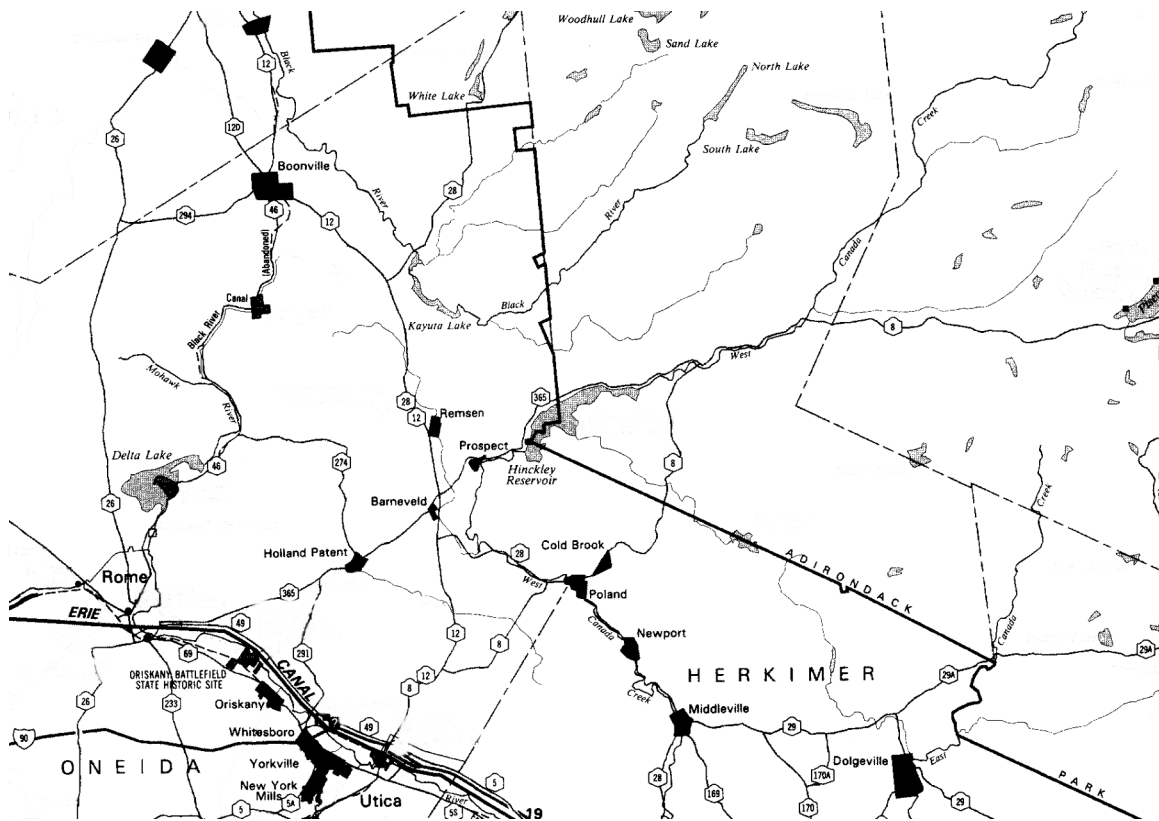 Woodhull Lake
Sand Lake
12
Black
North Lake
White Lake
26
12D
Creek
South Lake
Boonville
28
River
River
294
46
12
Canada
(Abandoned)
Canal
Black
Kayuta Lake
8
Black River
West
Mohawk
River
28
12
365
Remsen
Prospect
Delta Lake
46
274
8
Hinckley
Reservoir
26
Barneveld
Creek
Holland Patent
28
Cold Brook
ADIRONDACK
Rome
West
Poland
365
ERIE
49
Canada
Newport
Canada
12
8
291
69
CANAL
29A
ORISKANY BATTLEFIELD
STATE HISTORIC SITE
HERKIMER
29A
Creek
26
233
Oriskany
12
8
Middleville
49
29
90
Whitesboro
East
ONEIDA
Yorkville
Dolgeville
28
170A
PARK
New York
Mills
5
169
170
29
5
5A
Utica
River
5S
19